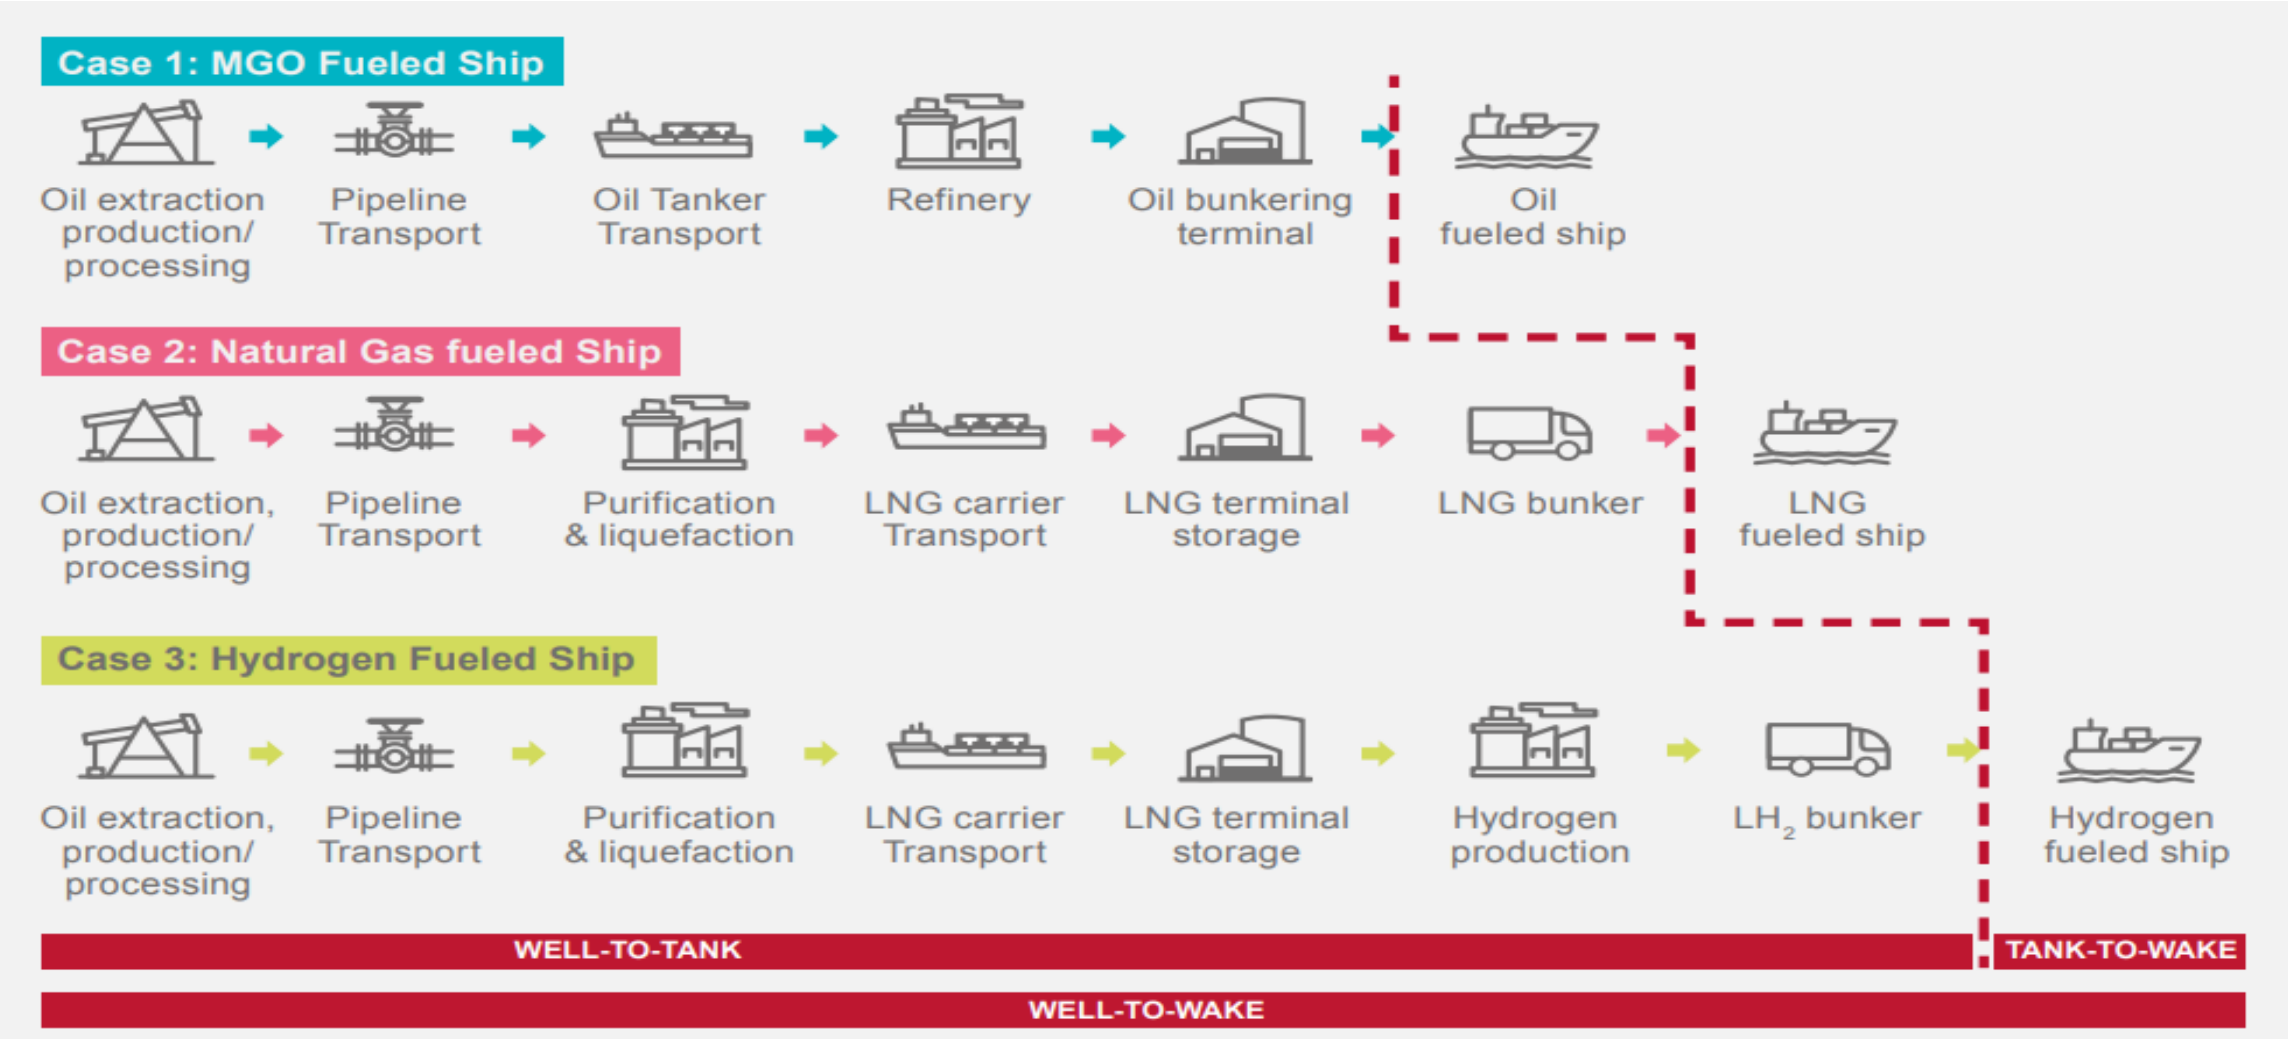 Case 1: MGO Fueled Ship
Oil extraction
production/
processing
Pipeline
Transport
Oil Tanker
Transport
Refinery
Oil bunkering
terminal
Oil
fueled ship
Case 2: Natural Gas fueled Ship
Oil extraction,
production/
processing
Pipeline
Transport
Purification
& liquefaction
LNG carrier
Transport
LNG terminal
storage
LNG bunker
LNG
fueled ship
Case 3: Hydrogen Fueled Ship
Oil extraction,
production/
processing
Pipeline
Transport
Purification
& liquefaction
LNG carrier
Transport
LNG terminal
storage
Hydrogen
production
LH₂ bunker
Hydrogen
fueled ship
WELL-TO-TANK
TANK-TO-WAKE
WELL-TO-WAKE